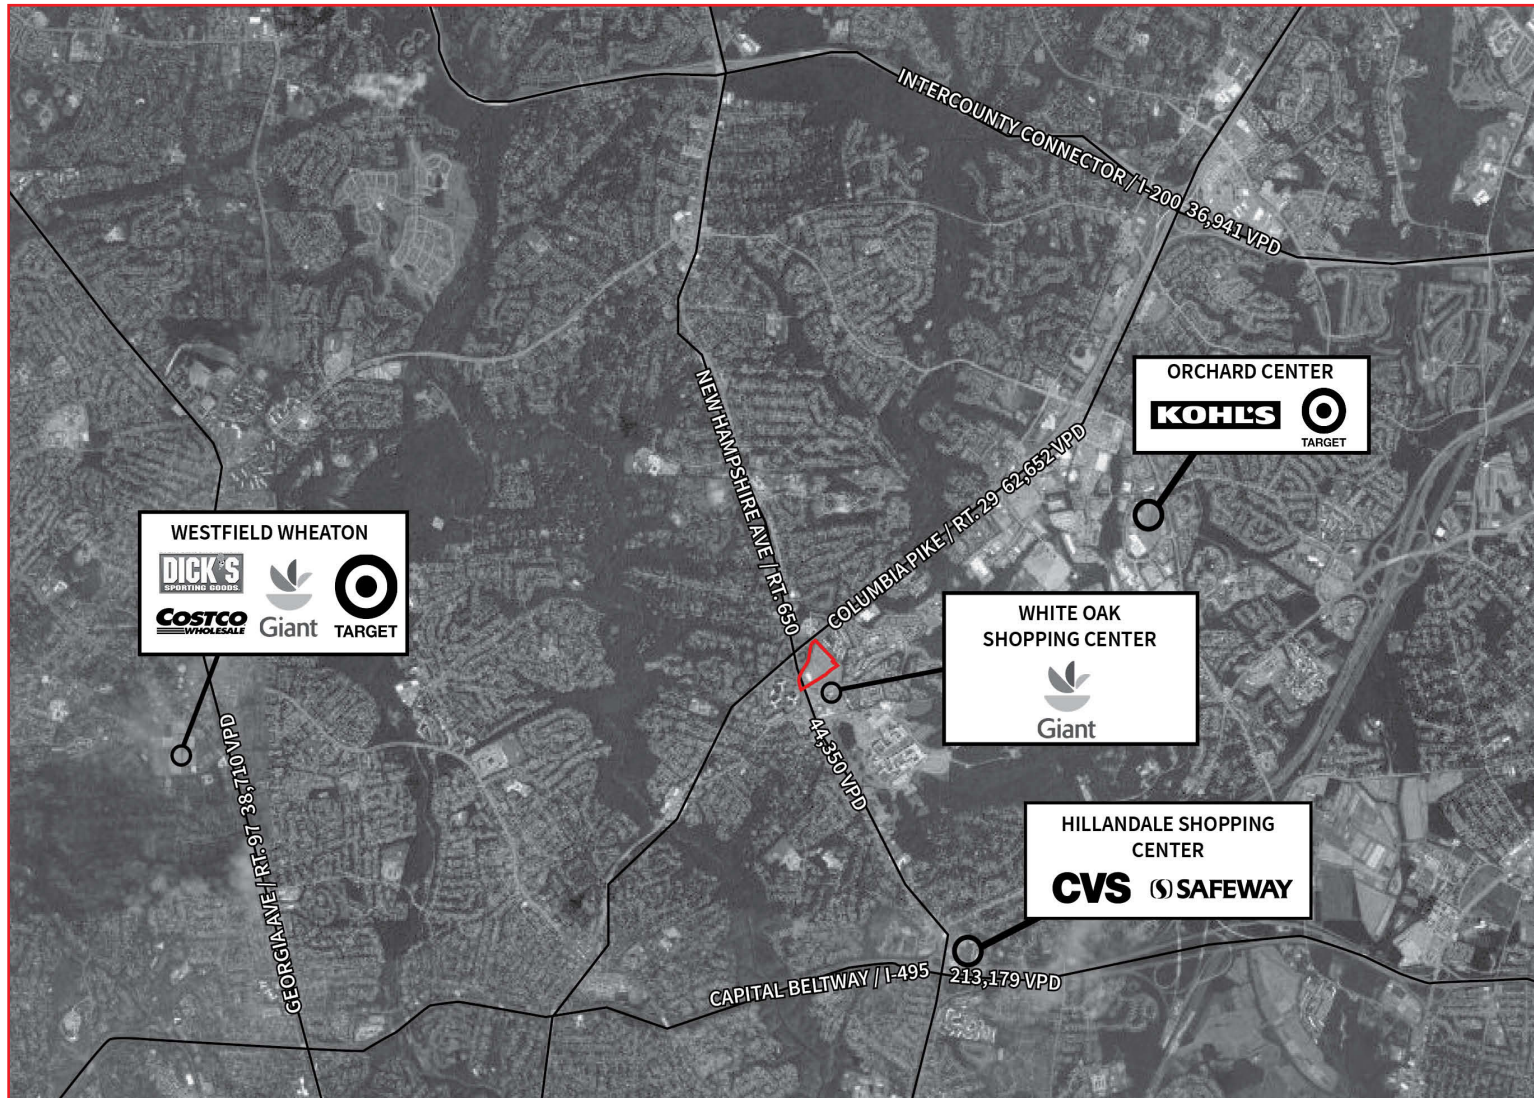 INTERCOUNTY CONNECTOR / I-200 36,941 VPD
ORCHARD CENTER
KOHL'S
TARGET
NEW HAMPSHIRE AVE / RT. 650
COLUMBIA PIKE / RT. 29 62,652 VPD
WESTFIELD WHEATON
DICK'S
SPORTING GOODS
COSTCO
WHOLESALE
Giant
TARGET
WHITE OAK
SHOPPING CENTER
Giant
44,350 VPD
GEORGIA AVE / RT. 97 38,710 VPD
HILLANDALE SHOPPING
CENTER
CVS
SAFEWAY
CAPITAL BELTWAY / I-495 213,179 VPD